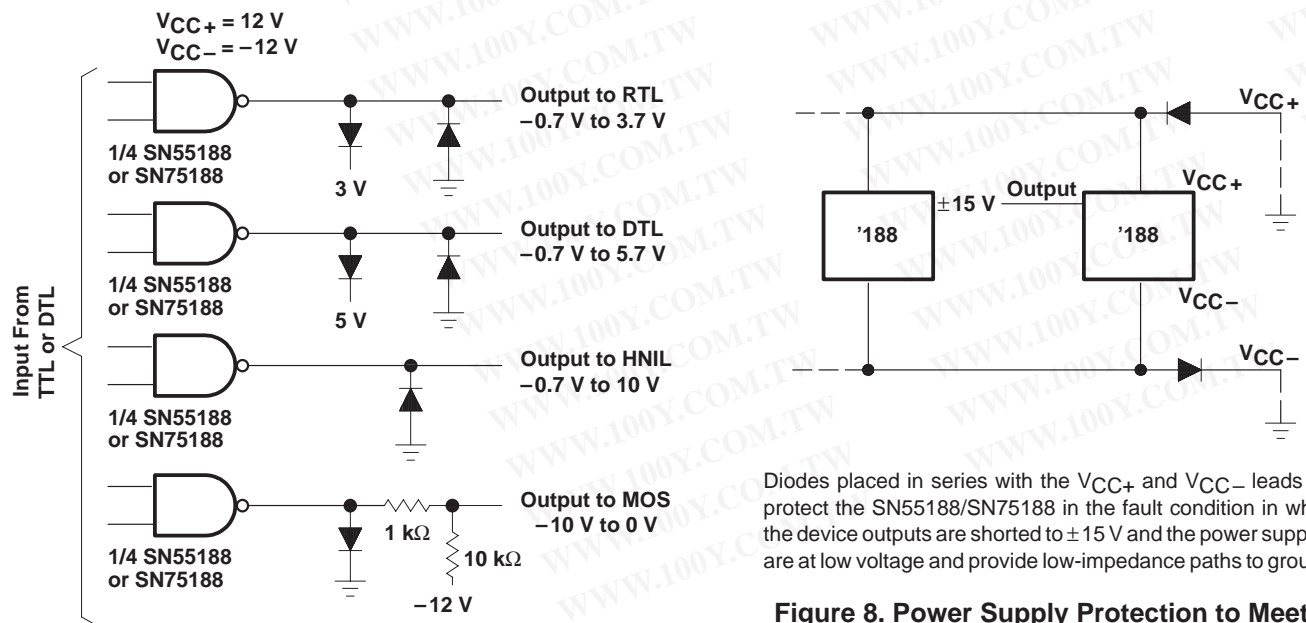 VCC+ = 12 V
VCC– = –12 V
Input From
TTL or DTL
1/4 SN55188
or SN75188
3 V
Output to RTL
–0.7 V to 3.7 V
1/4 SN55188
or SN75188
5 V
Output to DTL
–0.7 V to 5.7 V
1/4 SN55188
or SN75188
Output to HNIL
–0.7 V to 10 V
1/4 SN55188
or SN75188
1 kΩ
10 kΩ
–12 V
Output to MOS
–10 V to 0 V
VCC+
±15 V
Output
VCC+
’188
’188
VCC–
VCC–
Diodes placed in series with the VCC+ and VCC– leads
protect the SN55188/SN75188 in the fault condition in wh
the device outputs are shorted to ±15 V and the power supp
are at low voltage and provide low-impedance paths to grou
Figure 8. Power Supply Protection to Meet
WWW.100Y.COM.TW